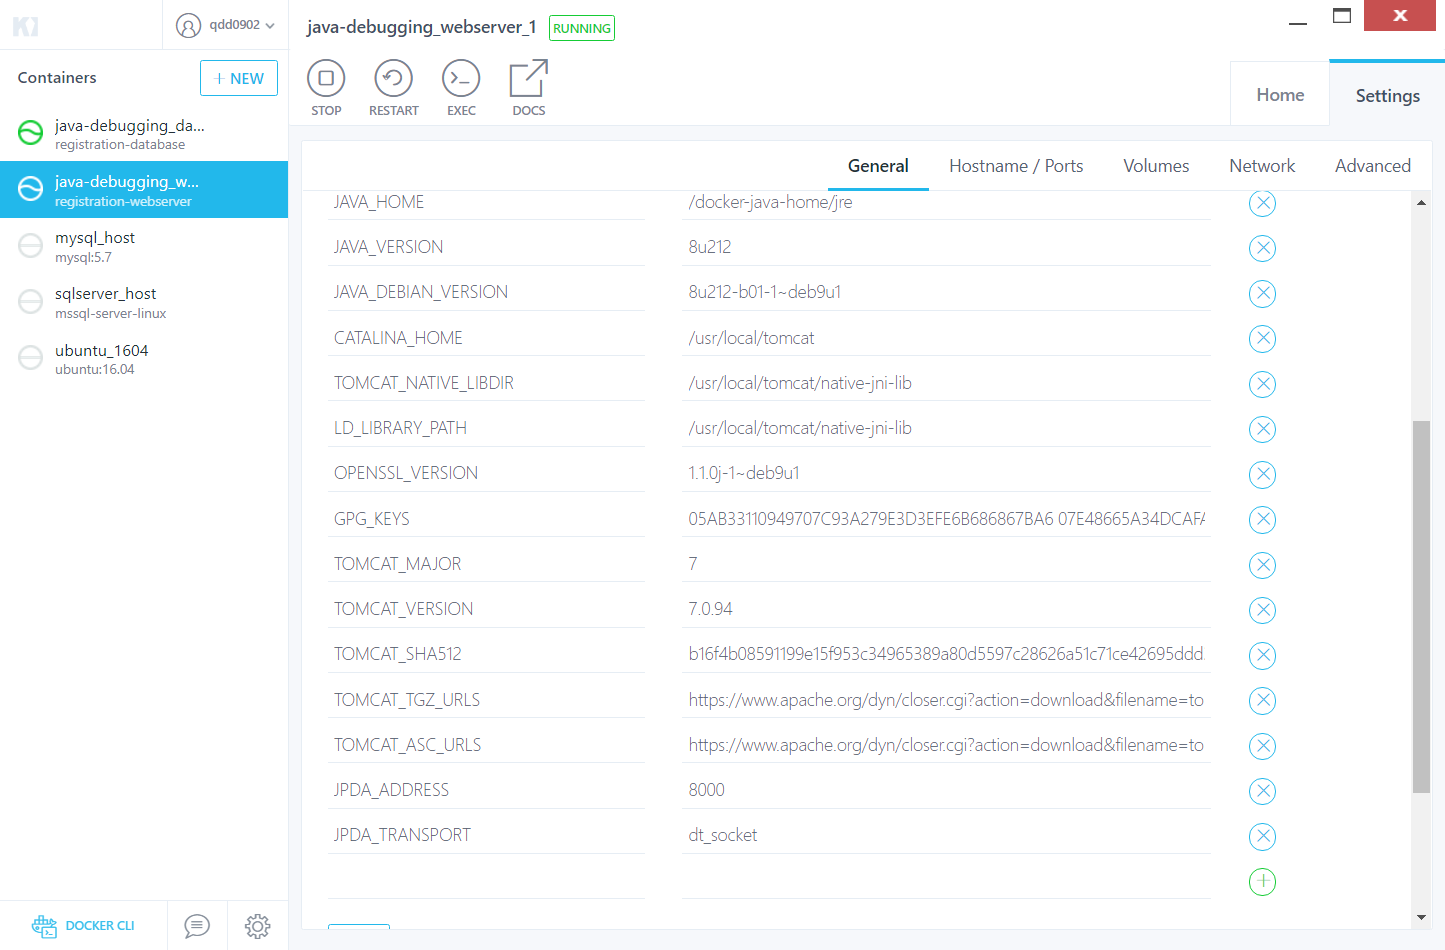 qdd0902
java-debugging_webserver_1 RUNNING
Containers
+ NEW
STOP RESTART EXEC DOCS
Home Settings
java-debugging_da...
registration-database
java-debugging_w...
registration-webserver
mysql_host
mysql:5.7
sqlserver_host
mssql-server-linux
ubuntu_1604
ubuntu:16.04
General Hostname / Ports Volumes Network Advanced
JAVA_HOME /docker-java-home/jre
JAVA_VERSION 8u212
JAVA_DEBIAN_VERSION 8u212-b01-1~deb9u1
CATALINA_HOME /usr/local/tomcat
TOMCAT_NATIVE_LIBDIR /usr/local/tomcat/native-jni-lib
LD_LIBRARY_PATH /usr/local/tomcat/native-jni-lib
OPENSSL_VERSION 1.1.0j-1~deb9u1
GPG_KEYS 05AB33110949707C93A279E3D3EFE6B686867BA6 07E48665A34DCAFA
TOMCAT_MAJOR 7
TOMCAT_VERSION 7.0.94
TOMCAT_SHA512 b16f4b08591199e15f953c34965389a80d5597c28626a51c71ce42695ddd
TOMCAT_TGZ_URLS https://www.apache.org/dyn/closer.cgi?action=download&filename=to
TOMCAT_ASC_URLS https://www.apache.org/dyn/closer.cgi?action=download&filename=to
JPDA_ADDRESS 8000
JPDA_TRANSPORT dt_socket
DOCKER CLI